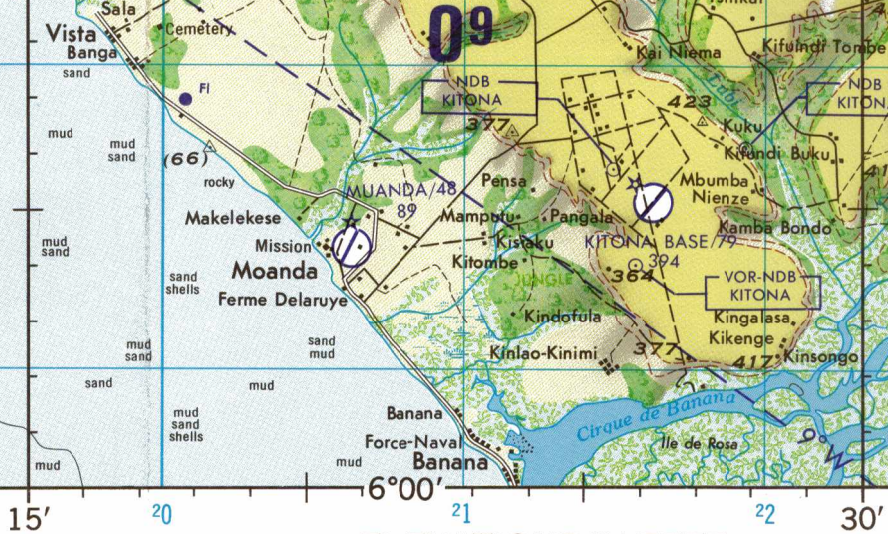 Sala
Vista
Cemetery
Banga
sand
Fl
mud
mud
sand
(66)
rocky
09
NDB
KITONA
377
Kai Niema
Kifundi Tombe
423
NDB
Kuku
Kifundi Buku
MUANDA/48
89
Pensa
Mbumba
Nienze
Makelekese
Mamputu
Pangala
Kamba Bondo
Mission
Kistaku
KITONA BASE/79
394
Kitombe
364
mud
sand
Moanda
sand
shells
JUNGLE
VOR-NDB
KITONA
Ferme Delaruye
Kindofula
Kingalasa
Kikenge
sand
mud
mud
sand
Kinlao-Kinimi
377
417
Kinsongo
sand
mud
mud
sand
shells
Banana
Cirque de Banana
Force-Naval
Ile de Rosa
mud
mud
Banana
9° W
6°00'
15'
20
21
22
30'